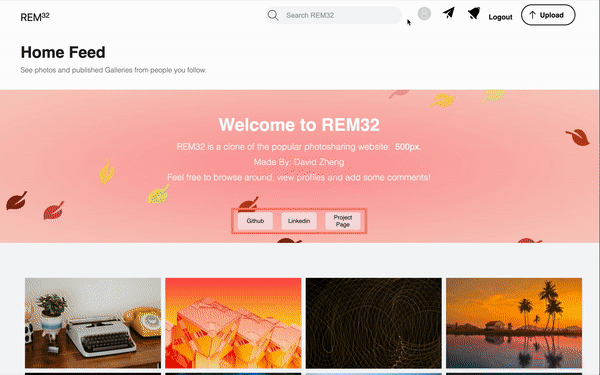 REM32
Search REM32
Logout
Upload
Home Feed
See photos and published Galleries from people you follow.
Welcome to REM32
REM32 is a clone of the popular photosharing website: 500px.
Made By: David Zheng
Feel free to browse around, view profiles and add some comments!
Github
Linkedin
Project
Page